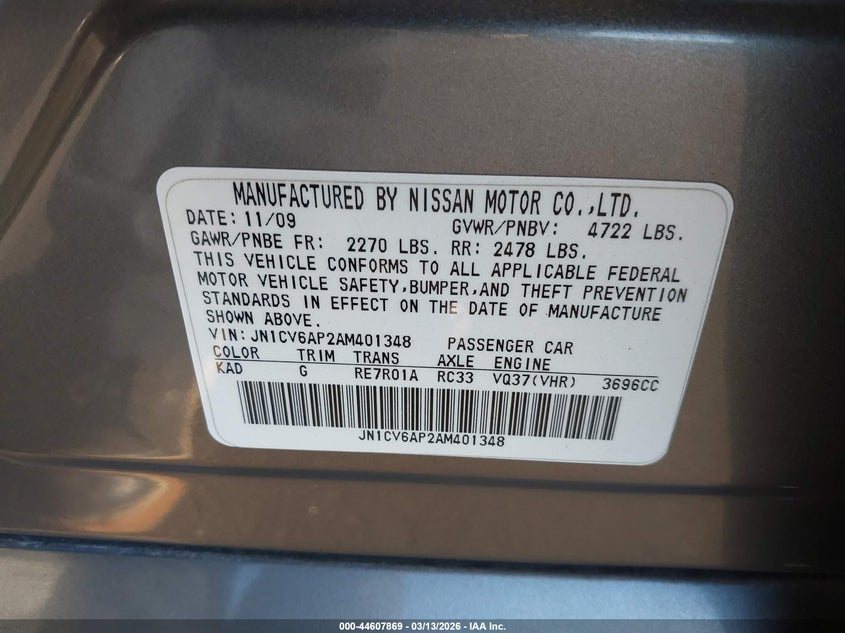 MANUFACTURED BY NISSAN MOTOR CO.,LTD.
DATE: 11/09 GVWR/PNBV: 4722 LBS.
GAWR/PNBE FR: 2270 LBS. RR: 2478 LBS.
THIS VEHICLE CONFORMS TO ALL APPLICABLE FEDERAL
MOTOR VEHICLE SAFETY,BUMPER,AND THEFT PREVENTION
STANDARDS IN EFFECT ON THE DATE OF MANUFACTURE
SHOWN ABOVE.
VIN:JN1CV6AP2AM401348 PASSENGER CAR
COLOR TRIM TRANS AXLE ENGINE
KAD G RE7R01A RC33 VQ37(VHR) 3696CC
JN1CV6AP2AM401348
000-44607869 - 03/13/2026 - IAA Inc.